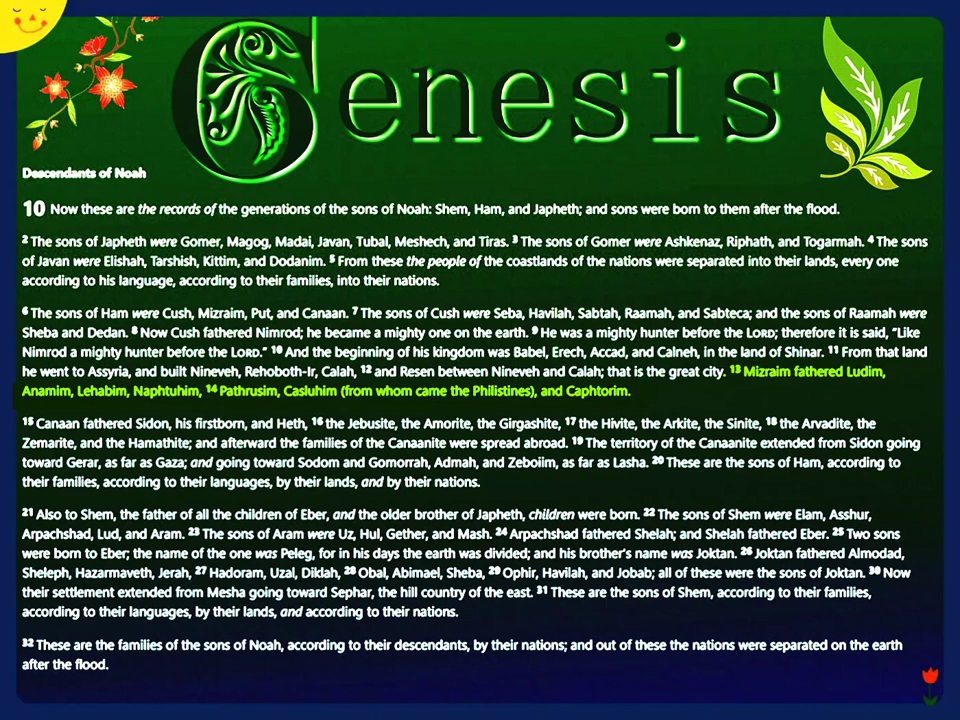 Genesis
Descendants of Noah
10 Now these are the records of the generations of the sons of Noah: Shem, Ham, and Japheth; and sons were born to them after the flood.
2 The sons of Japheth were Gomer, Magog, Madai, Javan, Tubal, Meshech, and Tiras. 3 The sons of Gomer were Ashkenaz, Riphath, and Togarmah. 4 The sons
of Javan were Elishah, Tarshish, Kittim, and Dodanim. 5 From these the people of the coastlands of the nations were separated into their lands, every one
according to his language, according to their families, into their nations.
6 The sons of Ham were Cush, Mizraim, Put, and Canaan. 7 The sons of Cush were Seba, Havilah, Sabtah, Raamah, and Sabteca; and the sons of Raamah were
Sheba and Dedan. 8 Now Cush fathered Nimrod; he became a mighty one on the earth. 9 He was a mighty hunter before the LORD; therefore it is said, "Like
Nimrod a mighty hunter before the LORD." 10 And the beginning of his kingdom was Babel, Erech, Accad, and Calneh, in the land of Shinar. 11 From that land
he went to Assyria, and built Nineveh, Rehoboth-Ir, Calah, 12 and Resen between Nineveh and Calah; that is the great city. 13 Mizraim fathered Ludim,
Anamim, Lehabim, Naphtuhim, 14 Pathrusim, Casluhim (from whom came the Philistines), and Caphtorim.
15 Canaan fathered Sidon, his firstborn, and Heth, 16 the Jebusite, the Amorite, the Girgashite, 17 the Hivite, the Arkite, the Sinite, 18 the Arvadite, the
Zemarite, and the Hamathite; and afterward the families of the Canaanite were spread abroad. 19 The territory of the Canaanite extended from Sidon going
toward Gerar, as far as Gaza; and going toward Sodom and Gomorrah, Admah, and Zeboiim, as far as Lasha. 20 These are the sons of Ham, according to
their families, according to their languages, by their lands, and by their nations.
21 Also to Shem, the father of all the children of Eber, and the older brother of Japheth, children were born. 22 The sons of Shem were Elam, Asshur,
Arpachshad, Lud, and Aram. 23 The sons of Aram were Uz, Hul, Gether, and Mash. 24 Arpachshad fathered Shelah; and Shelah fathered Eber. 25 Two sons
were born to Eber; the name of the one was Peleg, for in his days the earth was divided; and his brother's name was Joktan. 26 Joktan fathered Almodad,
Sheleph, Hazarmaveth, Jerah, 27 Hadoram, Uzal, Diklah, 28 Obal, Abimael, Sheba, 29 Ophir, Havilah, and Jobab; all of these were the sons of Joktan. 30 Now
their settlement extended from Mesha going toward Sephar, the hill country of the east. 31 These are the sons of Shem, according to their families,
according to their languages, by their lands, and according to their nations.
32 These are the families of the sons of Noah, according to their descendants, by their nations; and out of these the nations were separated on the earth
after the flood.